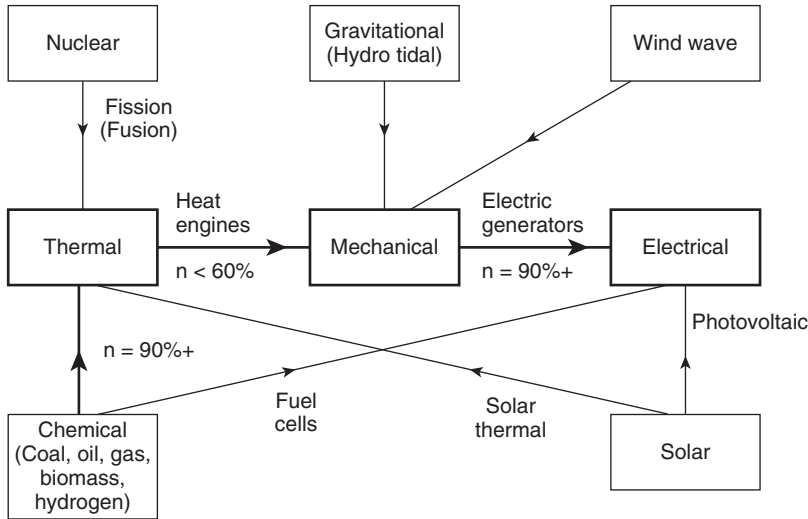 Nuclear
Gravitational
(Hydro tidal)
Wind wave
Fission
(Fusion)
Thermal
Heat
engines
n < 60%
Mechanical
Electric
generators
n = 90%+
Electrical
n = 90%+
Photovoltaic
Fuel
cells
Solar
thermal
Chemical
(Coal, oil, gas,
biomass,
hydrogen)
Solar